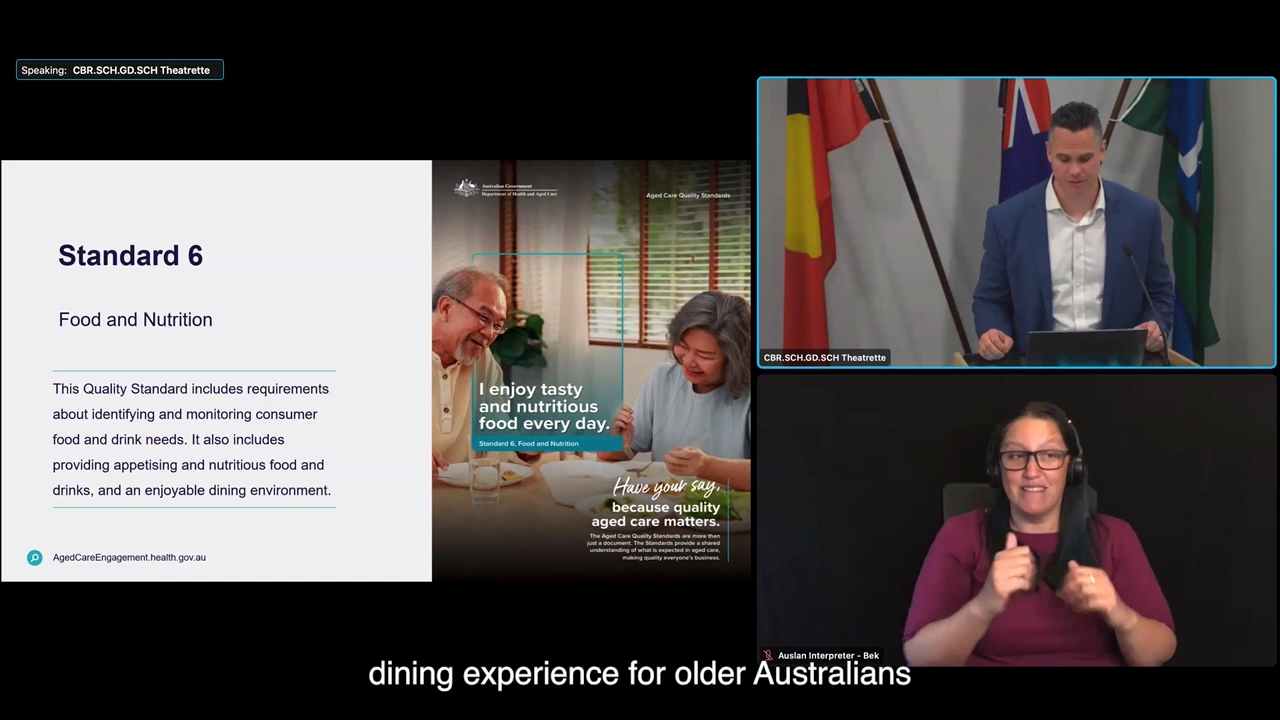 Speaking: CBR.SCH.GD.SCH Theatrette
Standard 6
Food and Nutrition
This Quality Standard includes requirements
about identifying and monitoring consumer
food and drink needs. It also includes
providing appetising and nutritious food and
drinks, and an enjoyable dining environment.
AgedCareEngagement.health.gov.au
Australian Government
Department of Health and Aged Care
Aged Care Quality Standards
I enjoy tasty
and nutritious
food every day.
Standard 6, Food and Nutrition
Have your say,
because quality
aged care matters.
The Aged Care Quality Standards are more than
just a document. The Standards provide a shared
understanding of what is expected in aged care,
making quality everyone's business.
CBR.SCH.GD.SCH Theatrette
Auslan Interpreter - Bek
dining experience for older Australians